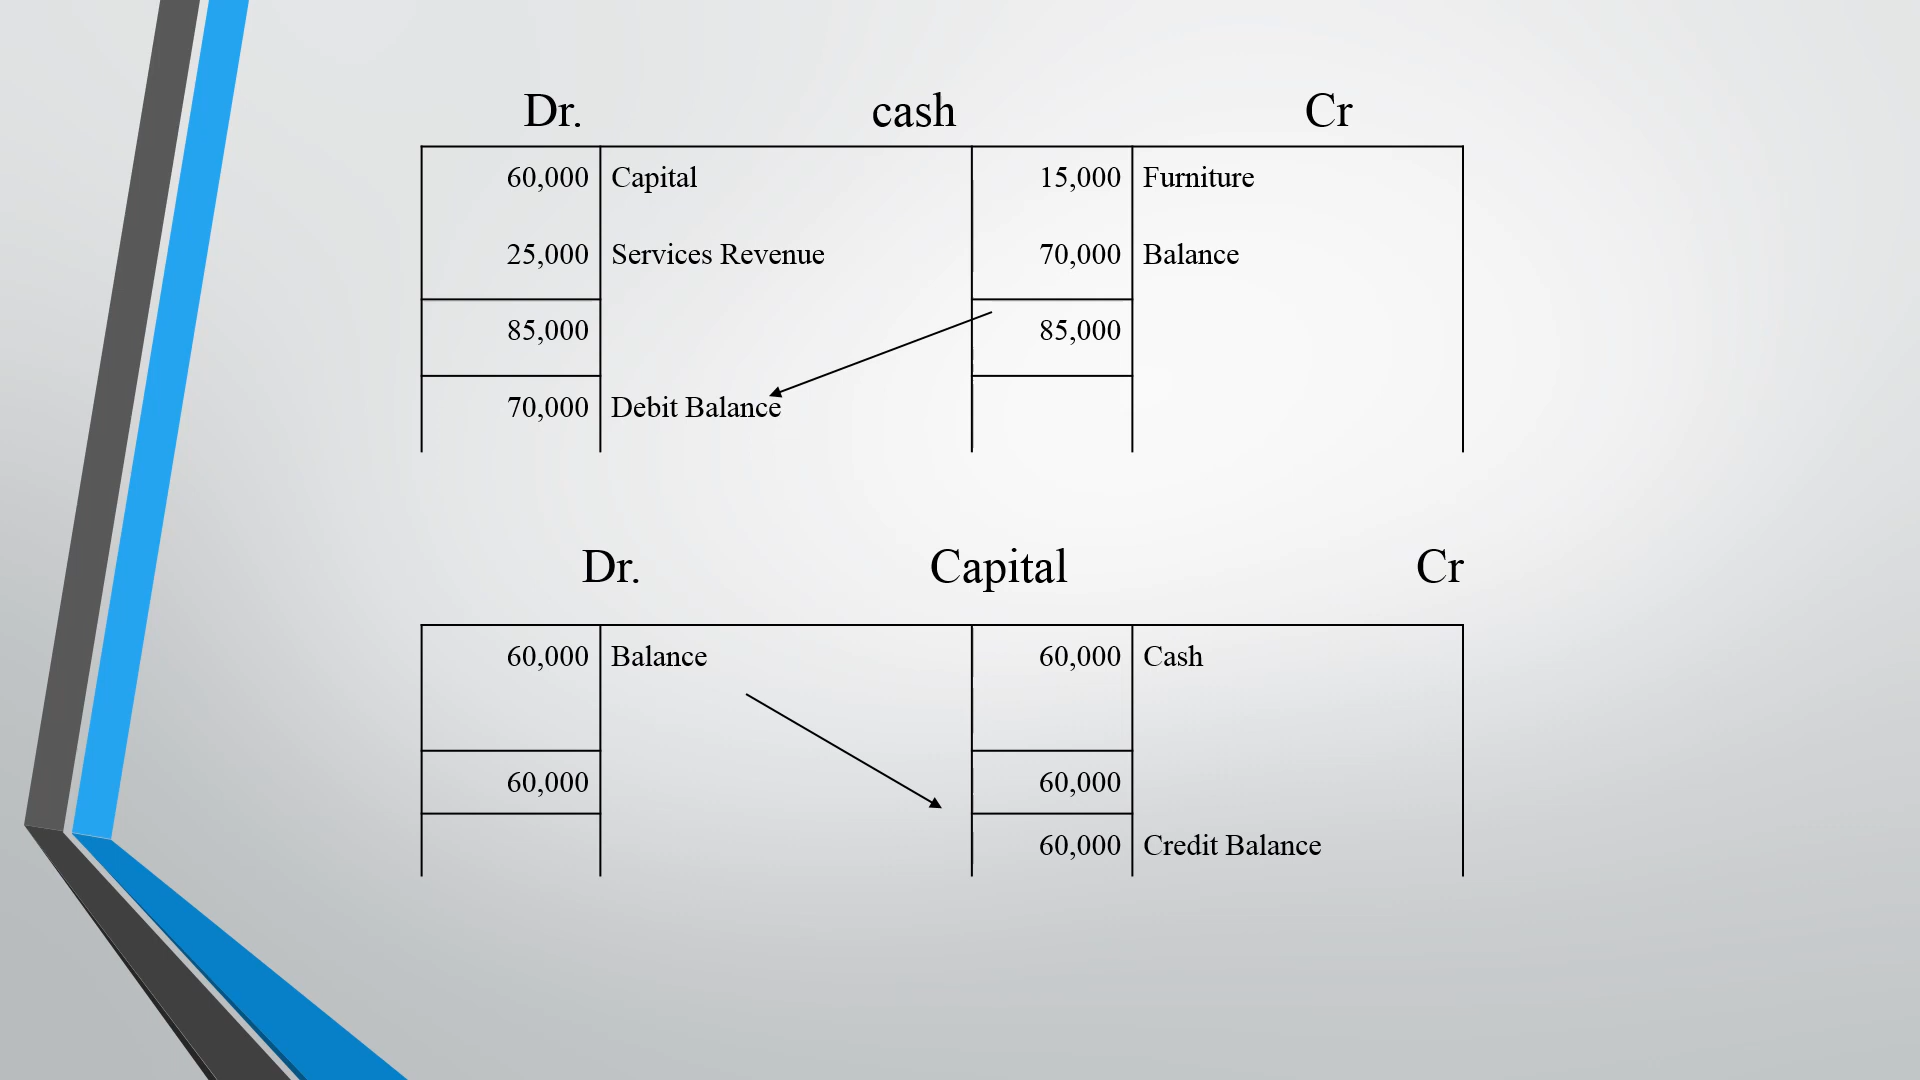 Dr. cash Cr
60,000 Capital 15,000 Furniture
25,000 Services Revenue 70,000 Balance
85,000 85,000
70,000 Debit Balance
Dr. Capital Cr
60,000 Balance 60,000 Cash
60,000 60,000
60,000 Credit Balance